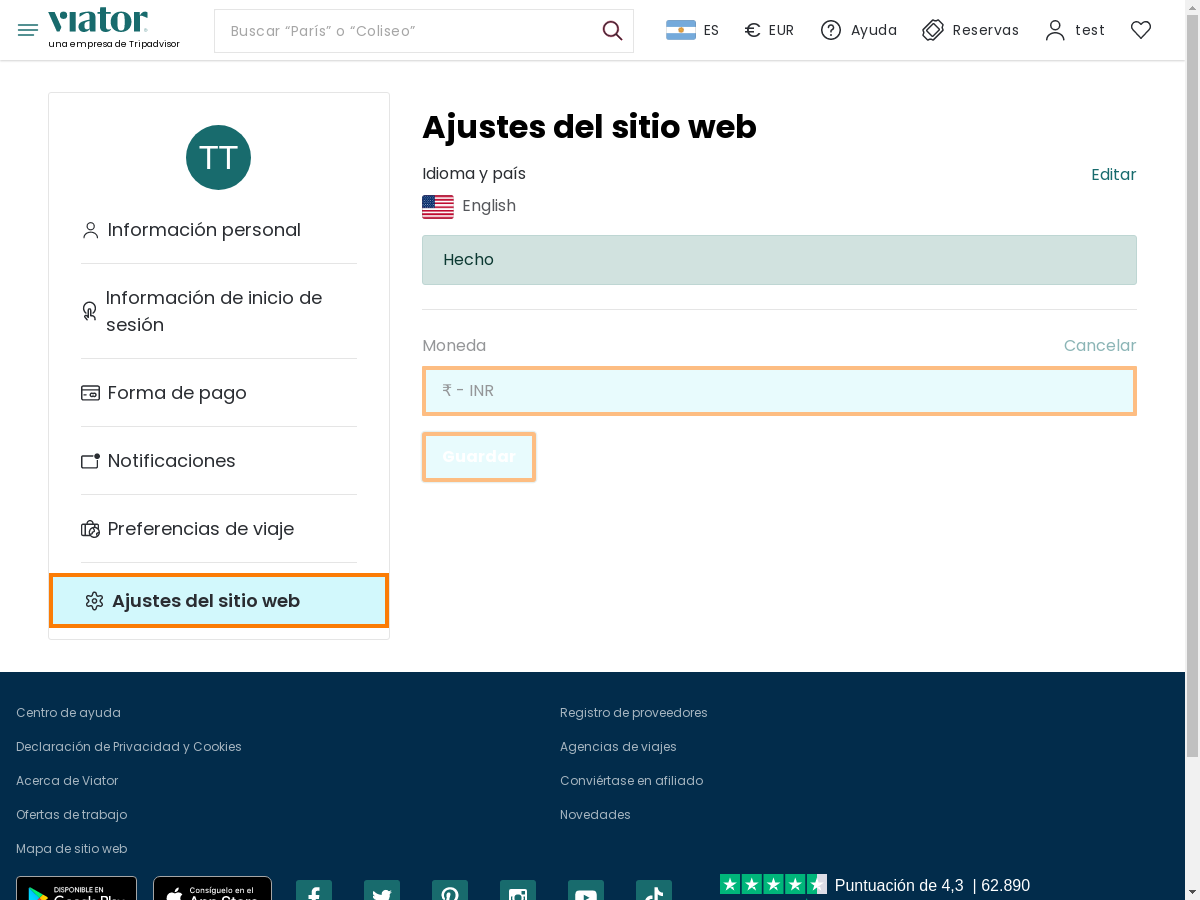 viator
una empresa de Tripadvisor
Buscar “París” o “Coliseo”
ES
€ EUR
Ayuda
Reservas
test
TT
Información personal
Información de inicio de
sesión
Forma de pago
Notificaciones
Preferencias de viaje
Ajustes del sitio web
Ajustes del sitio web
Idioma y país
Editar
English
Hecho
Moneda
Cancelar
₹ - INR
Guardar
Centro de ayuda
Declaración de Privacidad y Cookies
Acerca de Viator
Ofertas de trabajo
Mapa de sitio web
Registro de proveedores
Agencias de viajes
Conviértase en afiliado
Novedades
DISPONIBLE EN
Google Play
Consíguelo en el
App Store
Puntuación de 4,3 | 62.890